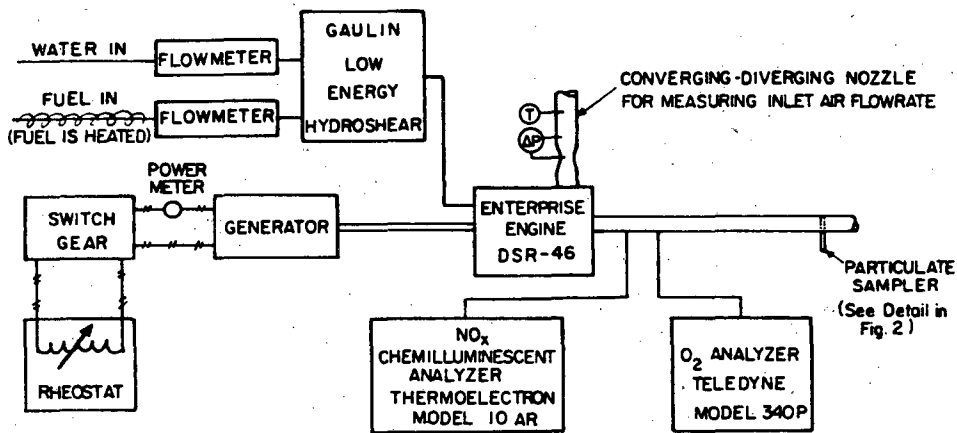 WATER IN
FLOWMETER
GAULIN
LOW
ENERGY
HYDROSHEAR
FUEL IN
(FUEL IS HEATED)
FLOWMETER
CONVERGING-DIVERGING NOZZLE
FOR MEASURING INLET AIR FLOWRATE
T
ΔP
POWER
METER
SWITCH
GEAR
GENERATOR
ENTERPRISE
ENGINE
DSR-46
PARTICULATE
SAMPLER
(See Detail in
Fig. 2)
RHEOSTAT
NOx
CHEMILLUMINESCENT
ANALYZER
THERMOELECTRON
MODEL 10 AR
O2 ANALYZER
TELEDYNE
MODEL 340P